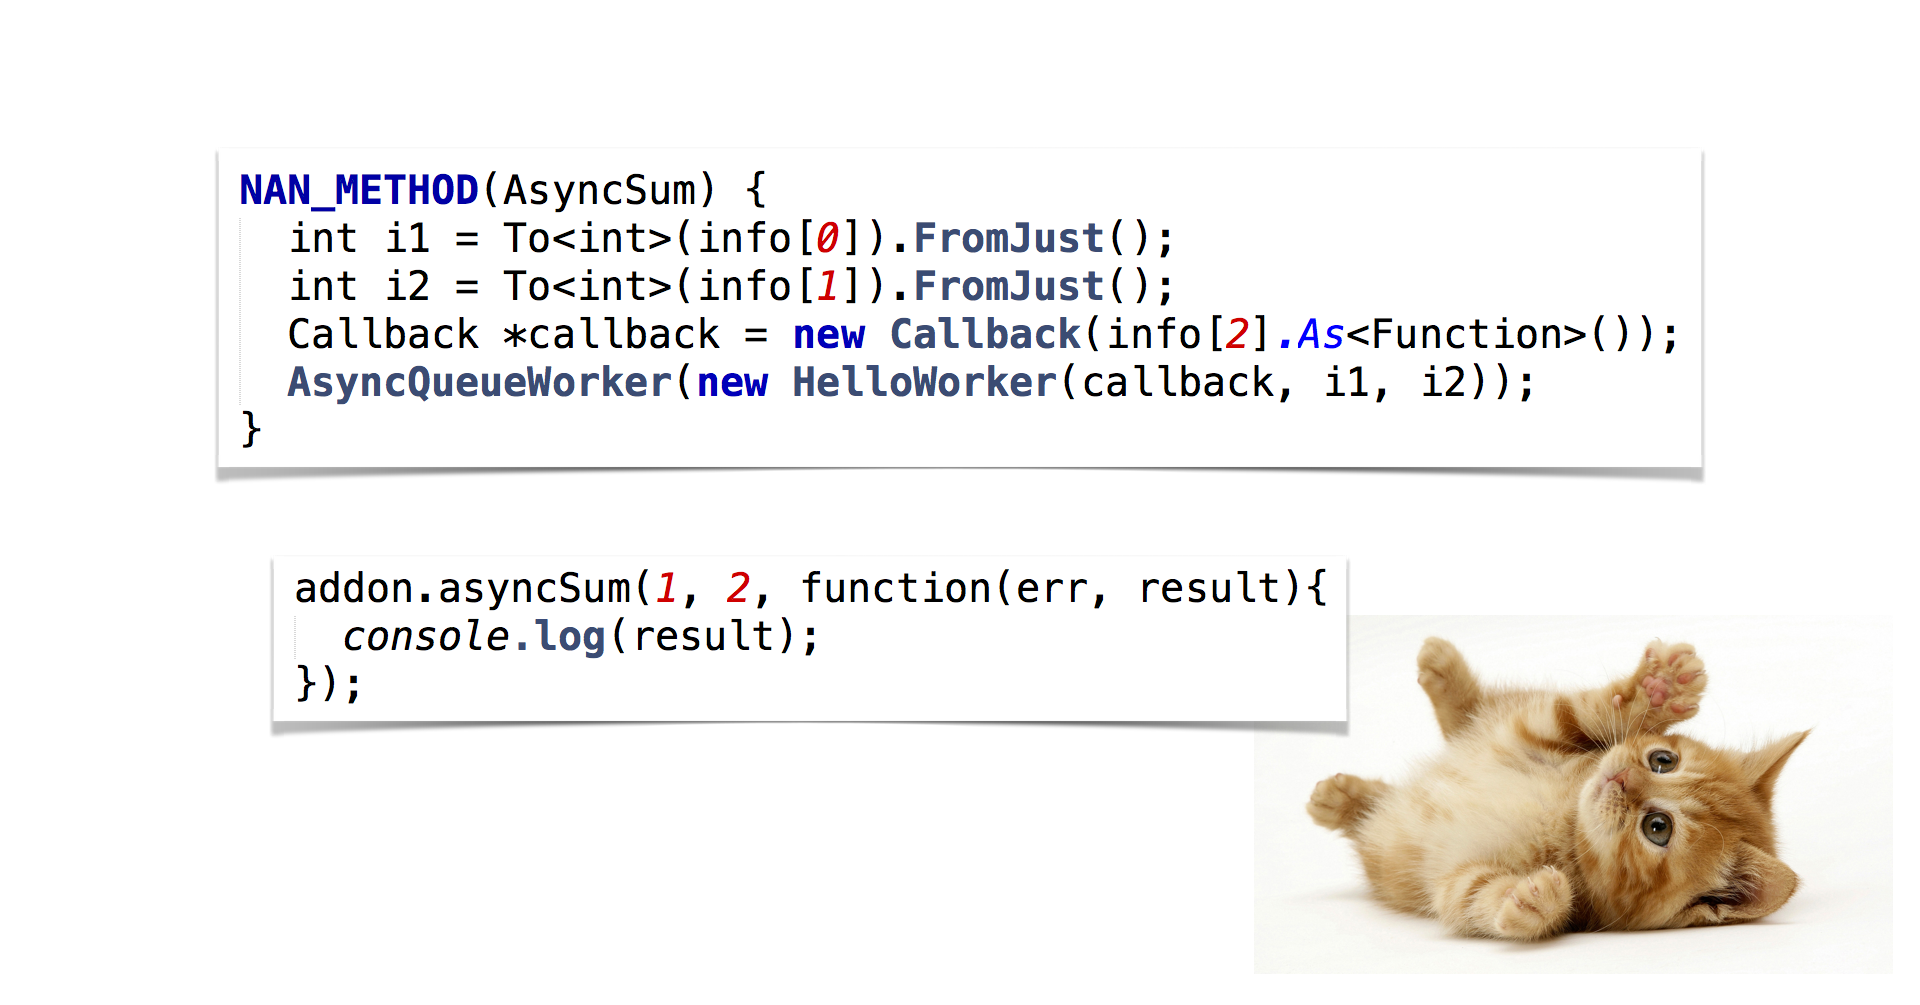 NAN_METHOD(AsyncSum) {
  int i1 = To<int>(info[0]).FromJust();
  int i2 = To<int>(info[1]).FromJust();
  Callback *callback = new Callback(info[2].As<Function>());
  AsyncQueueWorker(new HelloWorker(callback, i1, i2));
}
addon.asyncSum(1, 2, function(err, result){
  console.log(result);
});